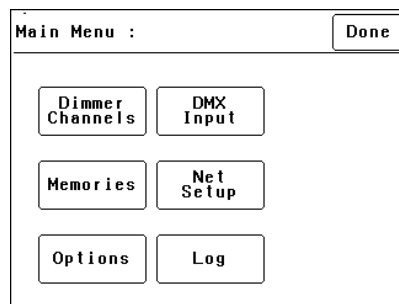 Main Menu :
Done
Dimmer
Channels
DMX
Input
Memories
Net
Setup
Options
Log